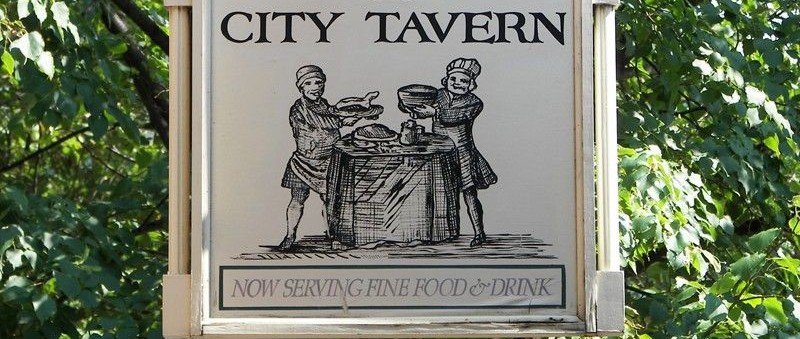 CITY TAVERN
NOW SERVING FINE FOOD & DRINK